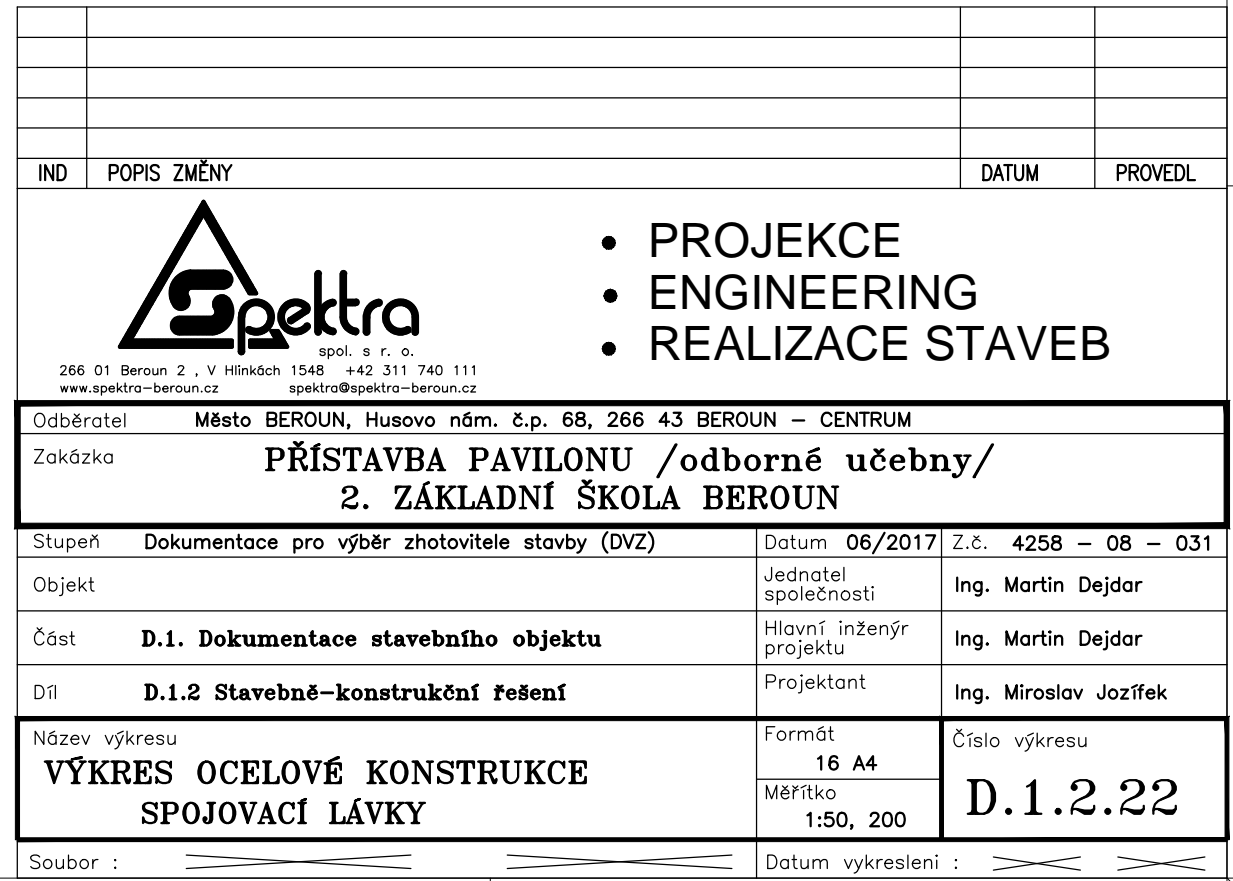 IND POPIS ZMĚNY DATUM PROVEDL
Spektra
spol. s r. o.
266 01 Beroun 2 , V Hlinkách 1548 +42 311 740 111
www.spektra-beroun.cz spektra@spektra-beroun.cz
• PROJEKCE
• ENGINEERING
• REALIZACE STAVEB
Odběratel Město BEROUN, Husovo nám. č.p. 68, 266 43 BEROUN – CENTRUM
Zakázka PŘÍSTAVBA PAVILONU /odborné učebny/
2. ZÁKLADNÍ ŠKOLA BEROUN
Stupeň Dokumentace pro výběr zhotovitele stavby (DVZ) Datum 06/2017 Z.č. 4258 – 08 – 031
Objekt
Jednatel
společnosti
Ing. Martin Dejdar
Část D.1. Dokumentace stavebního objektu
Hlavní inženýr
projektu
Ing. Martin Dejdar
Díl D.1.2 Stavebně-konstrukční řešení
Projektant
Ing. Miroslav Jozífek
Název výkresu
VÝKRES OCELOVÉ KONSTRUKCE
SPOJOVACÍ LÁVKY
Formát
16 A4
Měřítko
1:50, 200
Číslo výkresu
D.1.2.22
Soubor : Datum vykresleni :